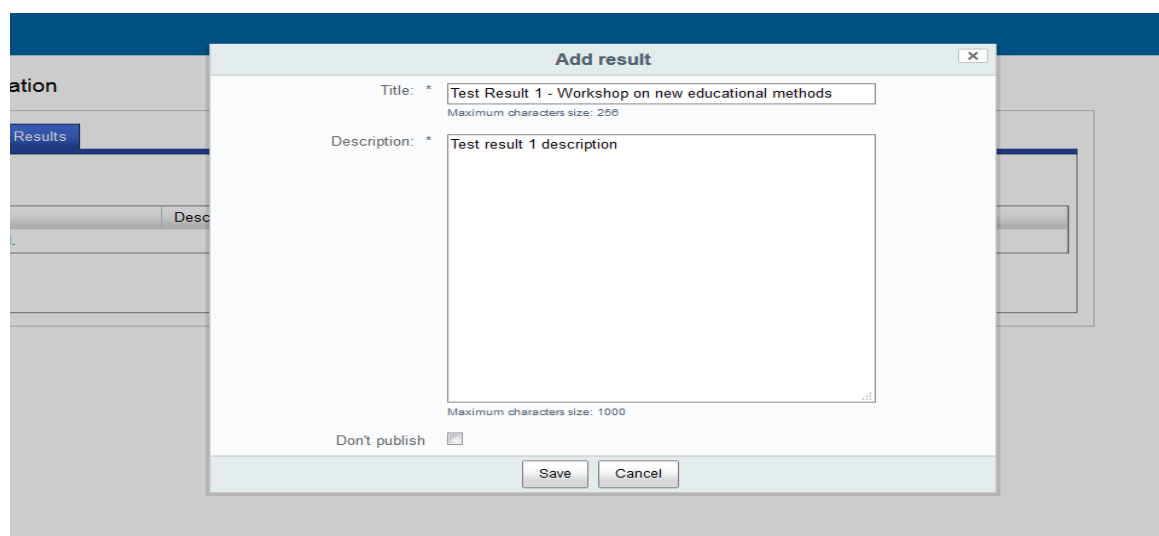 Add result
x
ation
Title: *
Test Result 1 - Workshop on new educational methods
Maximum characters size: 256
Results
Description: *
Test result 1 description
Desc
Maximum characters size: 1000
Don't publish
Save
Cancel